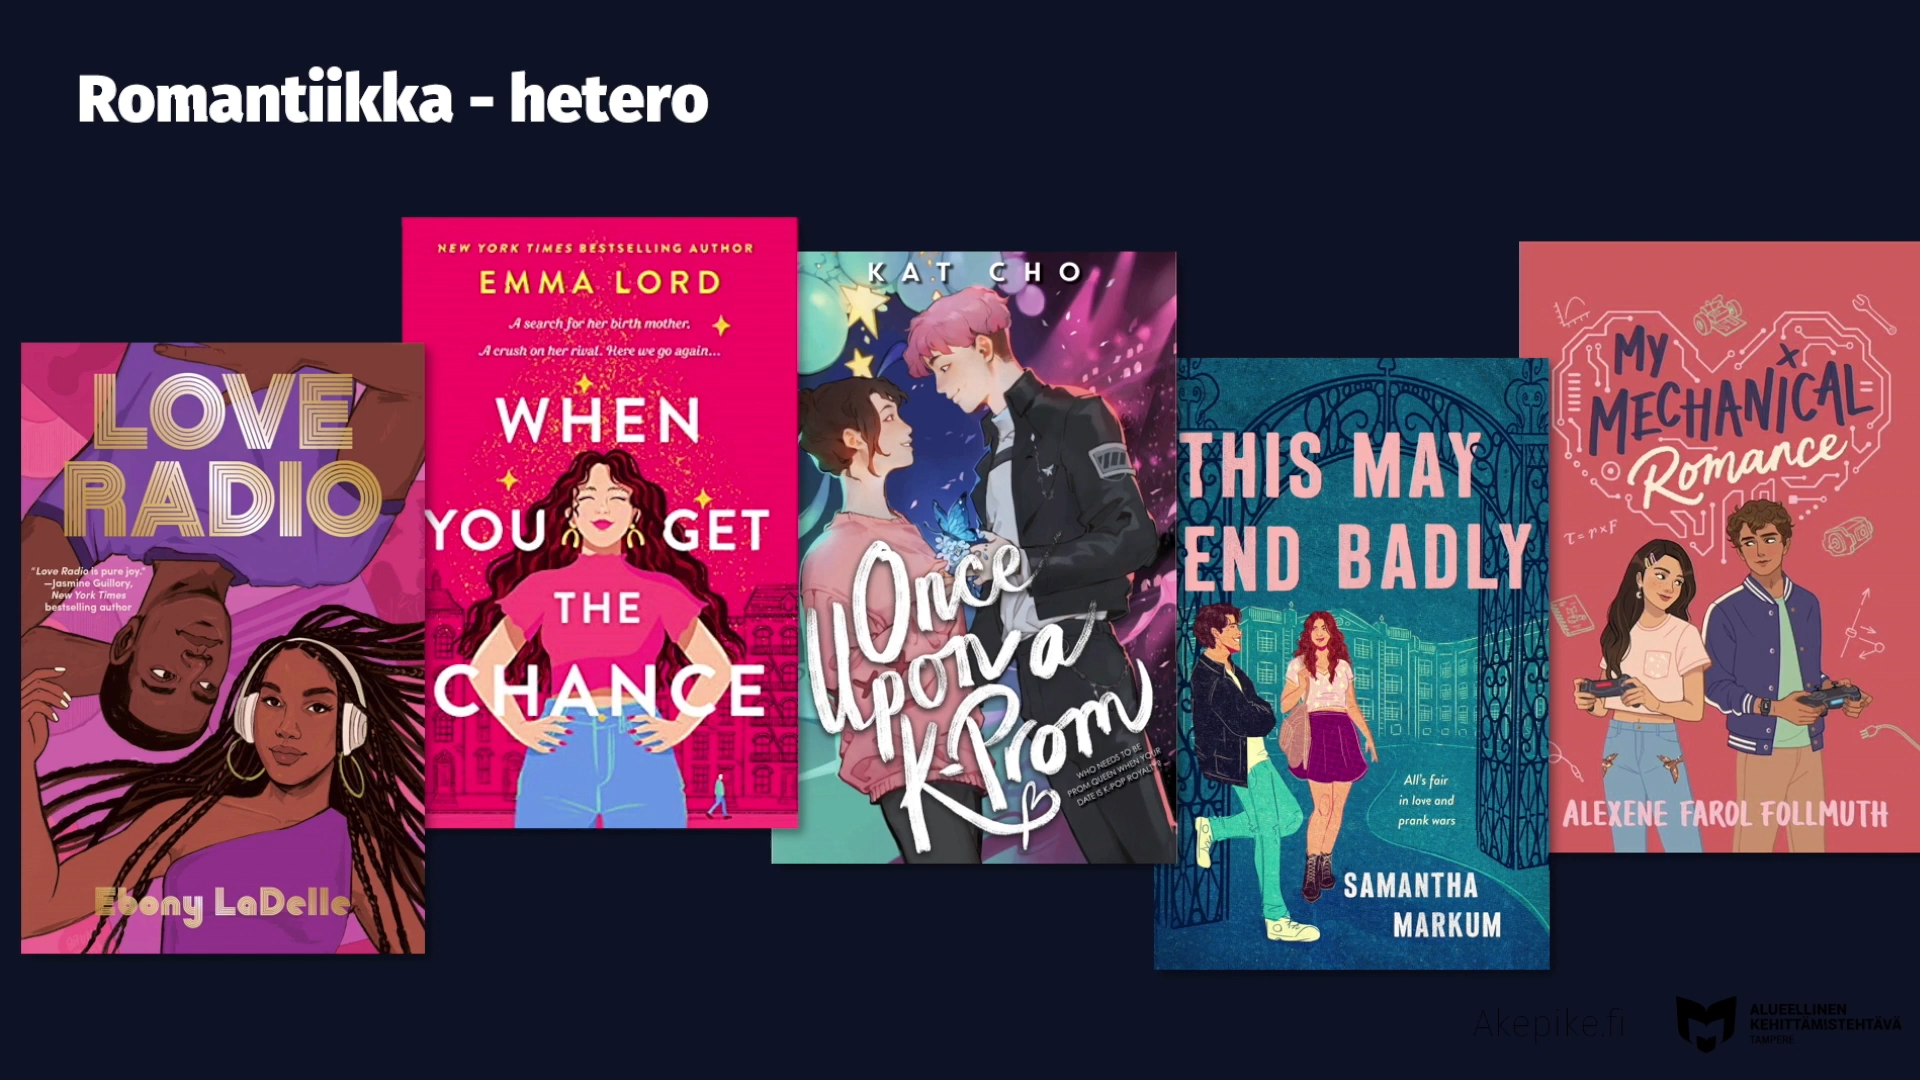 Romantiikka - hetero
LOVE
RADIO
"Love Radio is pure joy."
—Jasmine Guillory,
New York Times
bestselling author
Ebony LaDelle
NEW YORK TIMES BESTSELLING AUTHOR
EMMA LORD
A search for her birth mother.
A crush on her rival. Here we go again...
WHEN
YOU GET
THE
CHANCE
KAT CHO
Once
Upon a
K-Prom
WHO NEEDS TO BE
PROM QUEEN WHEN YOUR
DATE IS K-POP ROYALTY?
THIS MAY
END BADLY
All's fair
in love and
prank wars
SAMANTHA
MARKUM
MY
MECHANICAL
Romance
τ = r × F
ALEXENE FAROL FOLLMUTH
Akepike.fi
ALUEELLINEN
KEHITTÄMISTEHTÄVÄ
TAMPERE